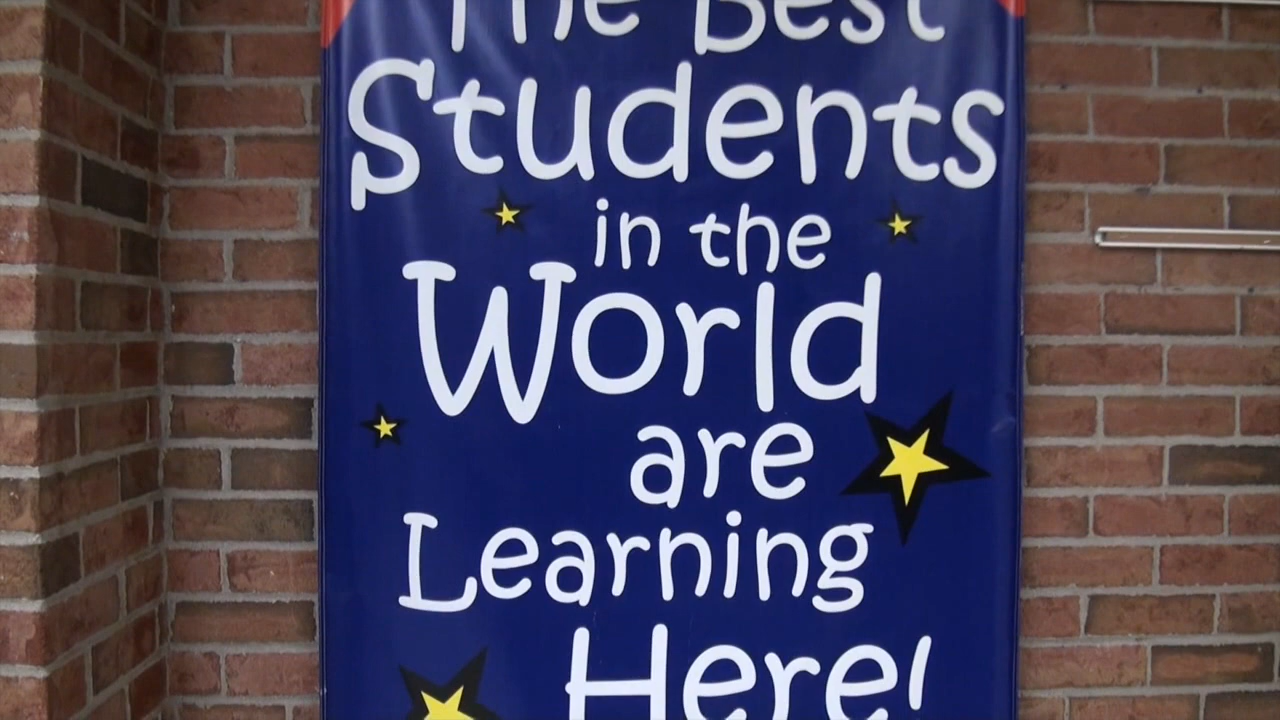 The Best
Students
in the
World
are
Learning
Here!